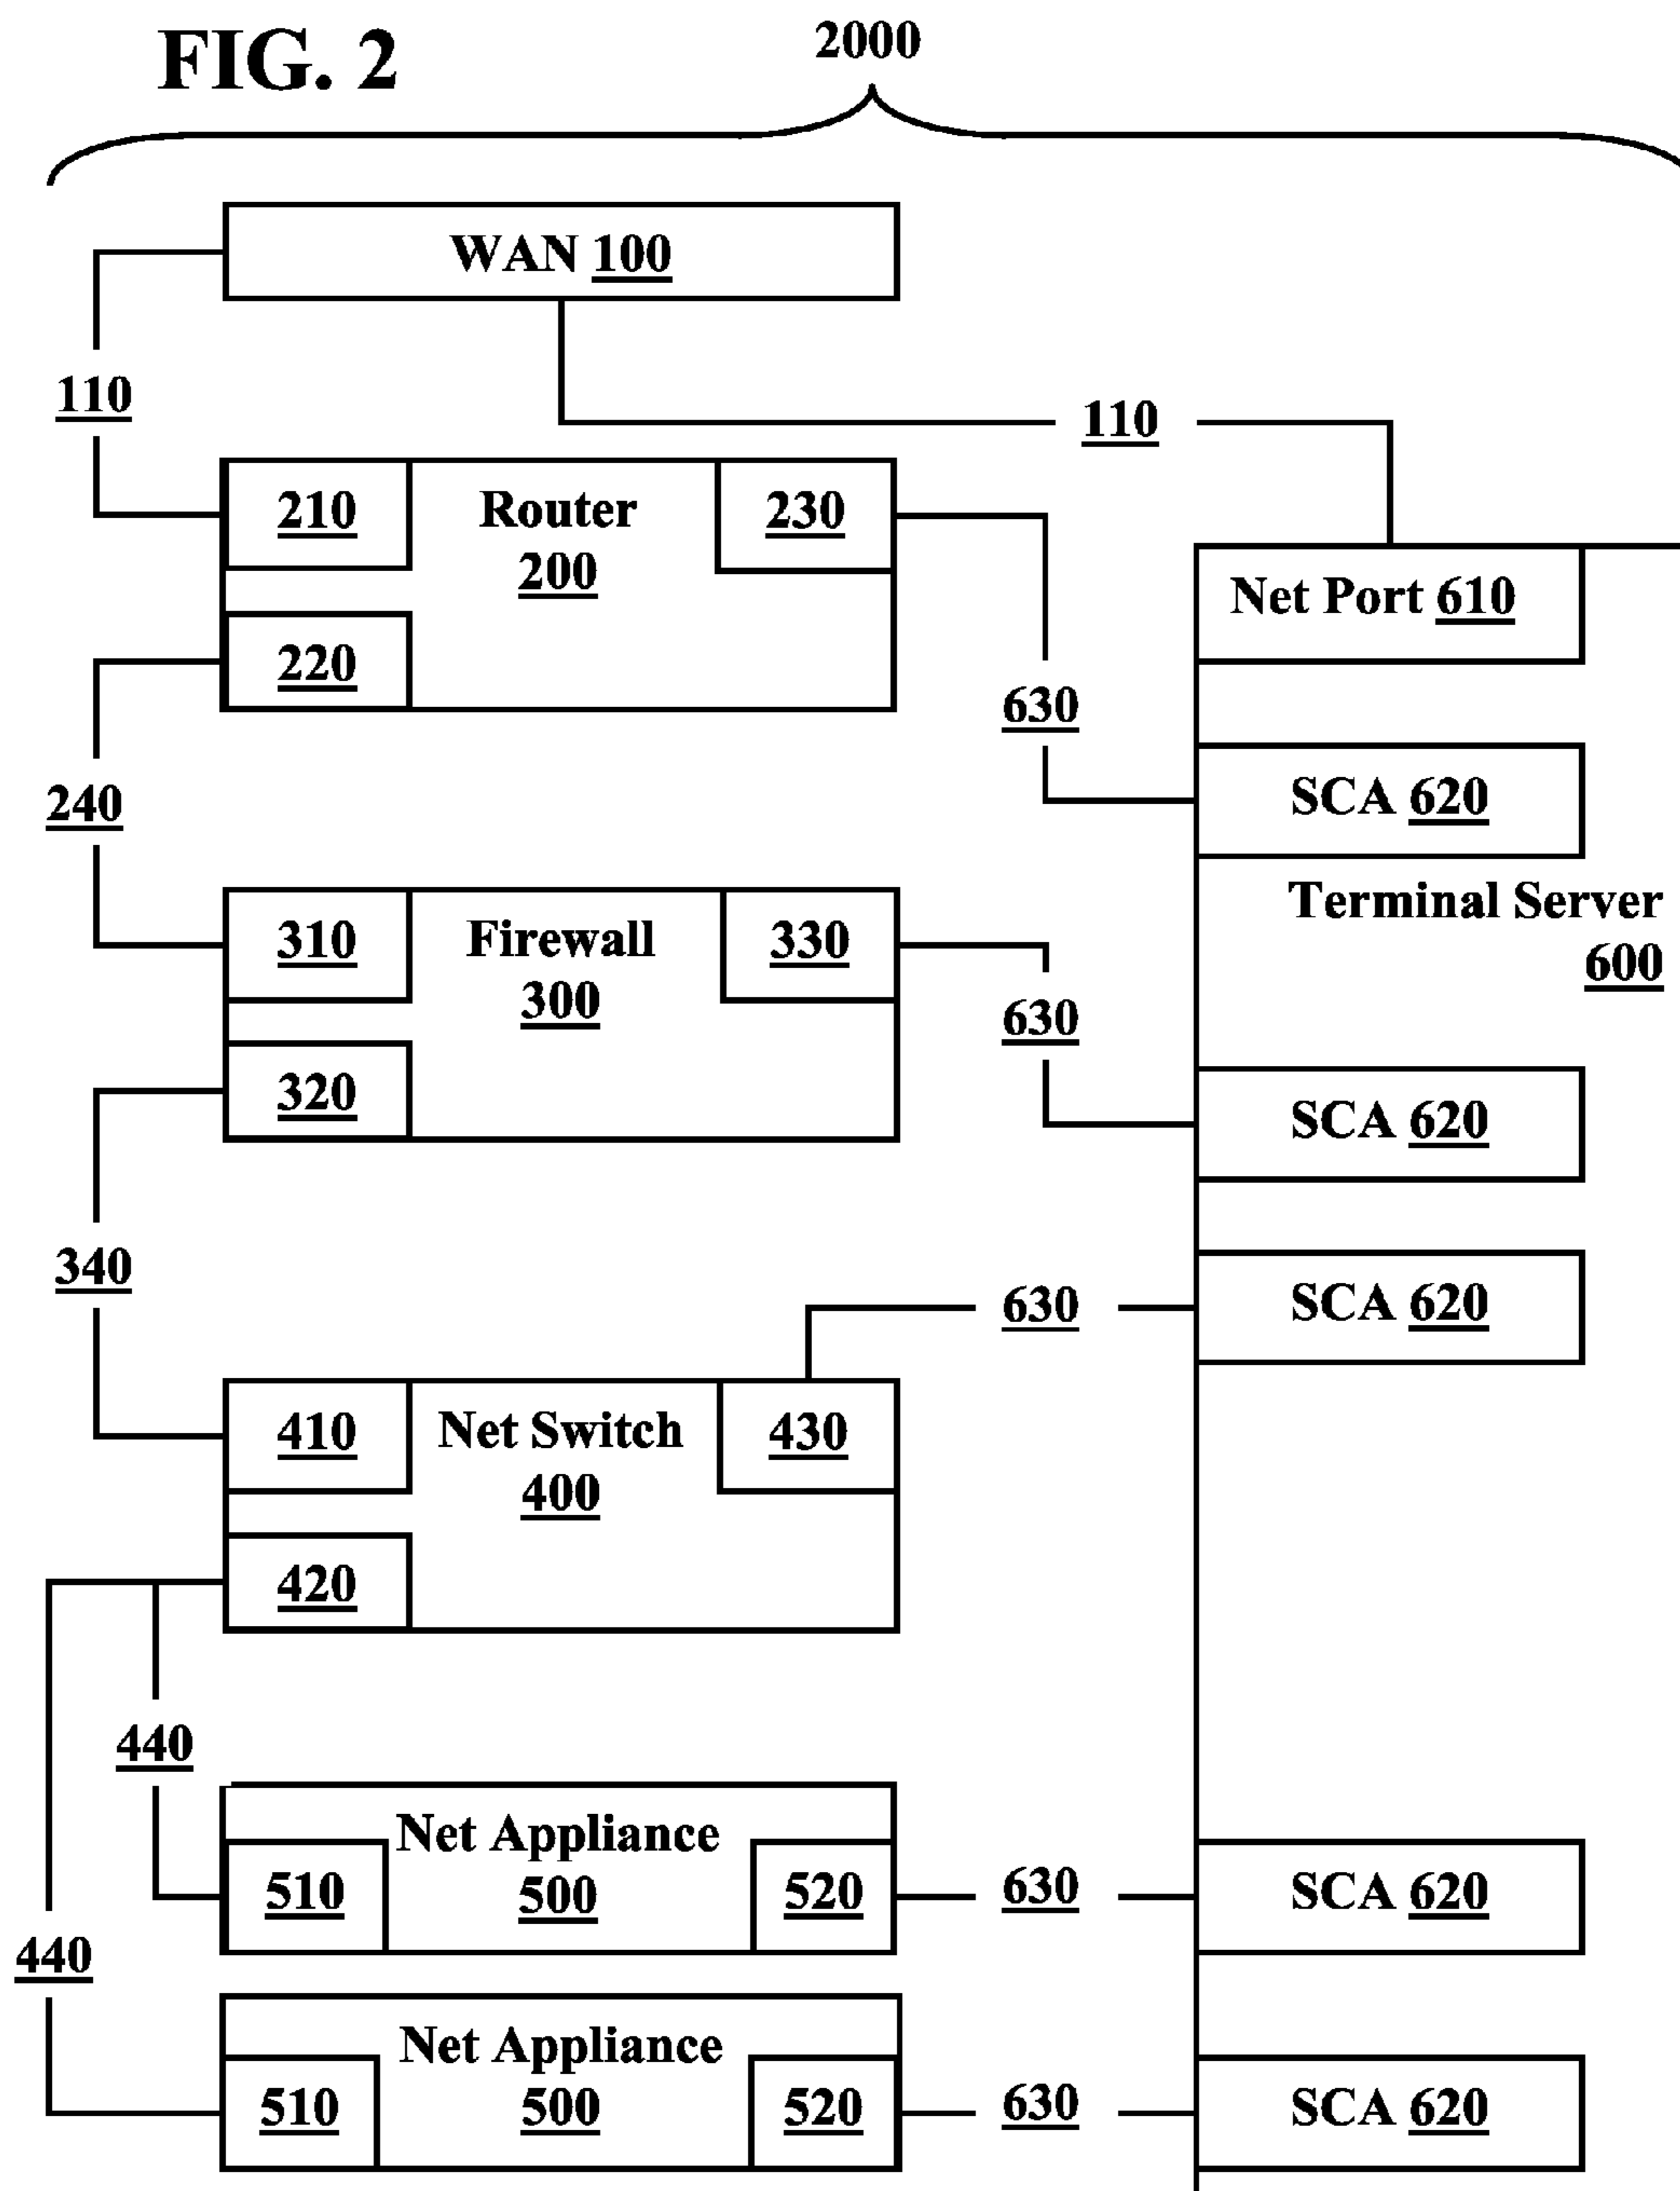 FIG. 2
2000
WAN 100
110
110
210
Router
200
230
220
Net Port 610
630
SCA 620
240
Terminal Server
600
310
Firewall
300
330
630
320
SCA 620
340
630
SCA 620
410
Net Switch
400
430
420
440
Net Appliance
510
500
520
630
SCA 620
440
Net Appliance
510
500
520
630
SCA 620